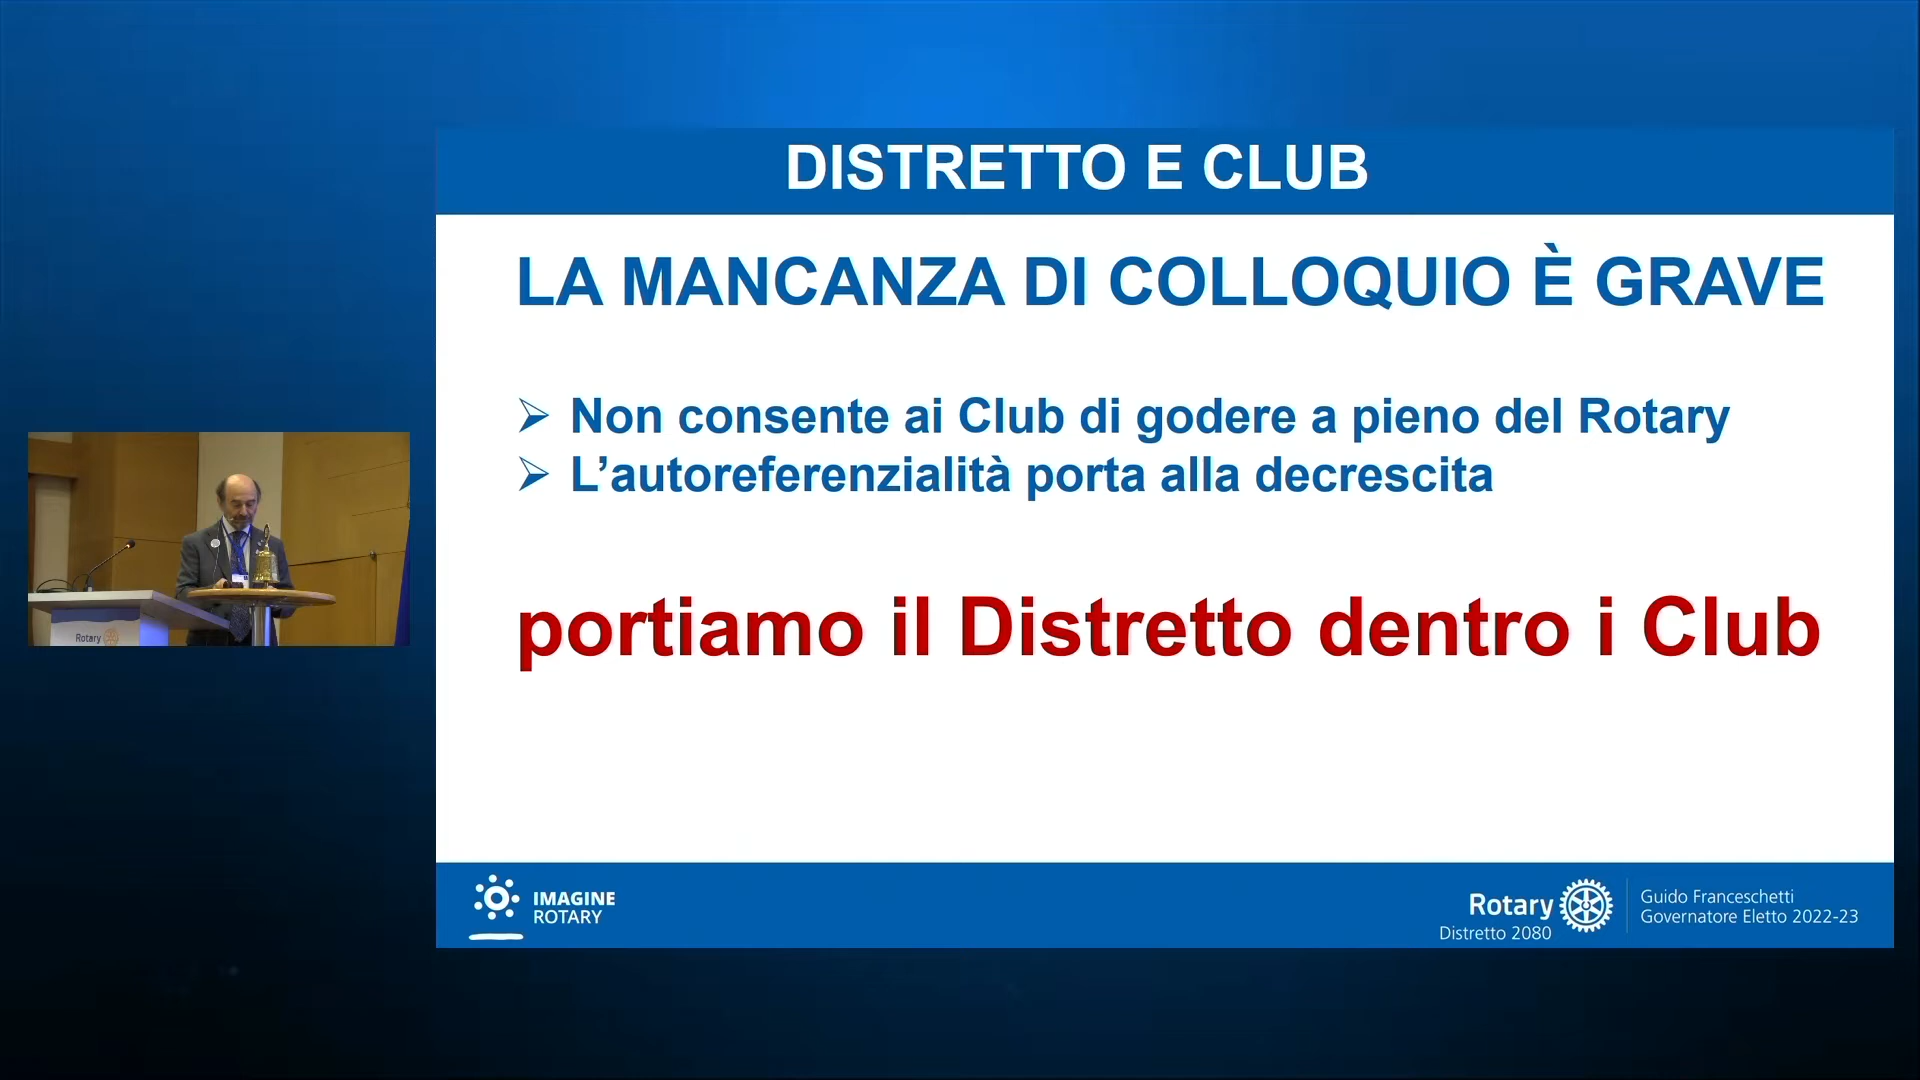 DISTRETTO E CLUB
LA MANCANZA DI COLLOQUIO È GRAVE
➢ Non consente ai Club di godere a pieno del Rotary
➢ L’autoreferenzialità porta alla decrescita
portiamo il Distretto dentro i Club
Rotary
IMAGINE
ROTARY
Rotary
Distretto 2080
Guido Franceschetti
Governatore Eletto 2022-23